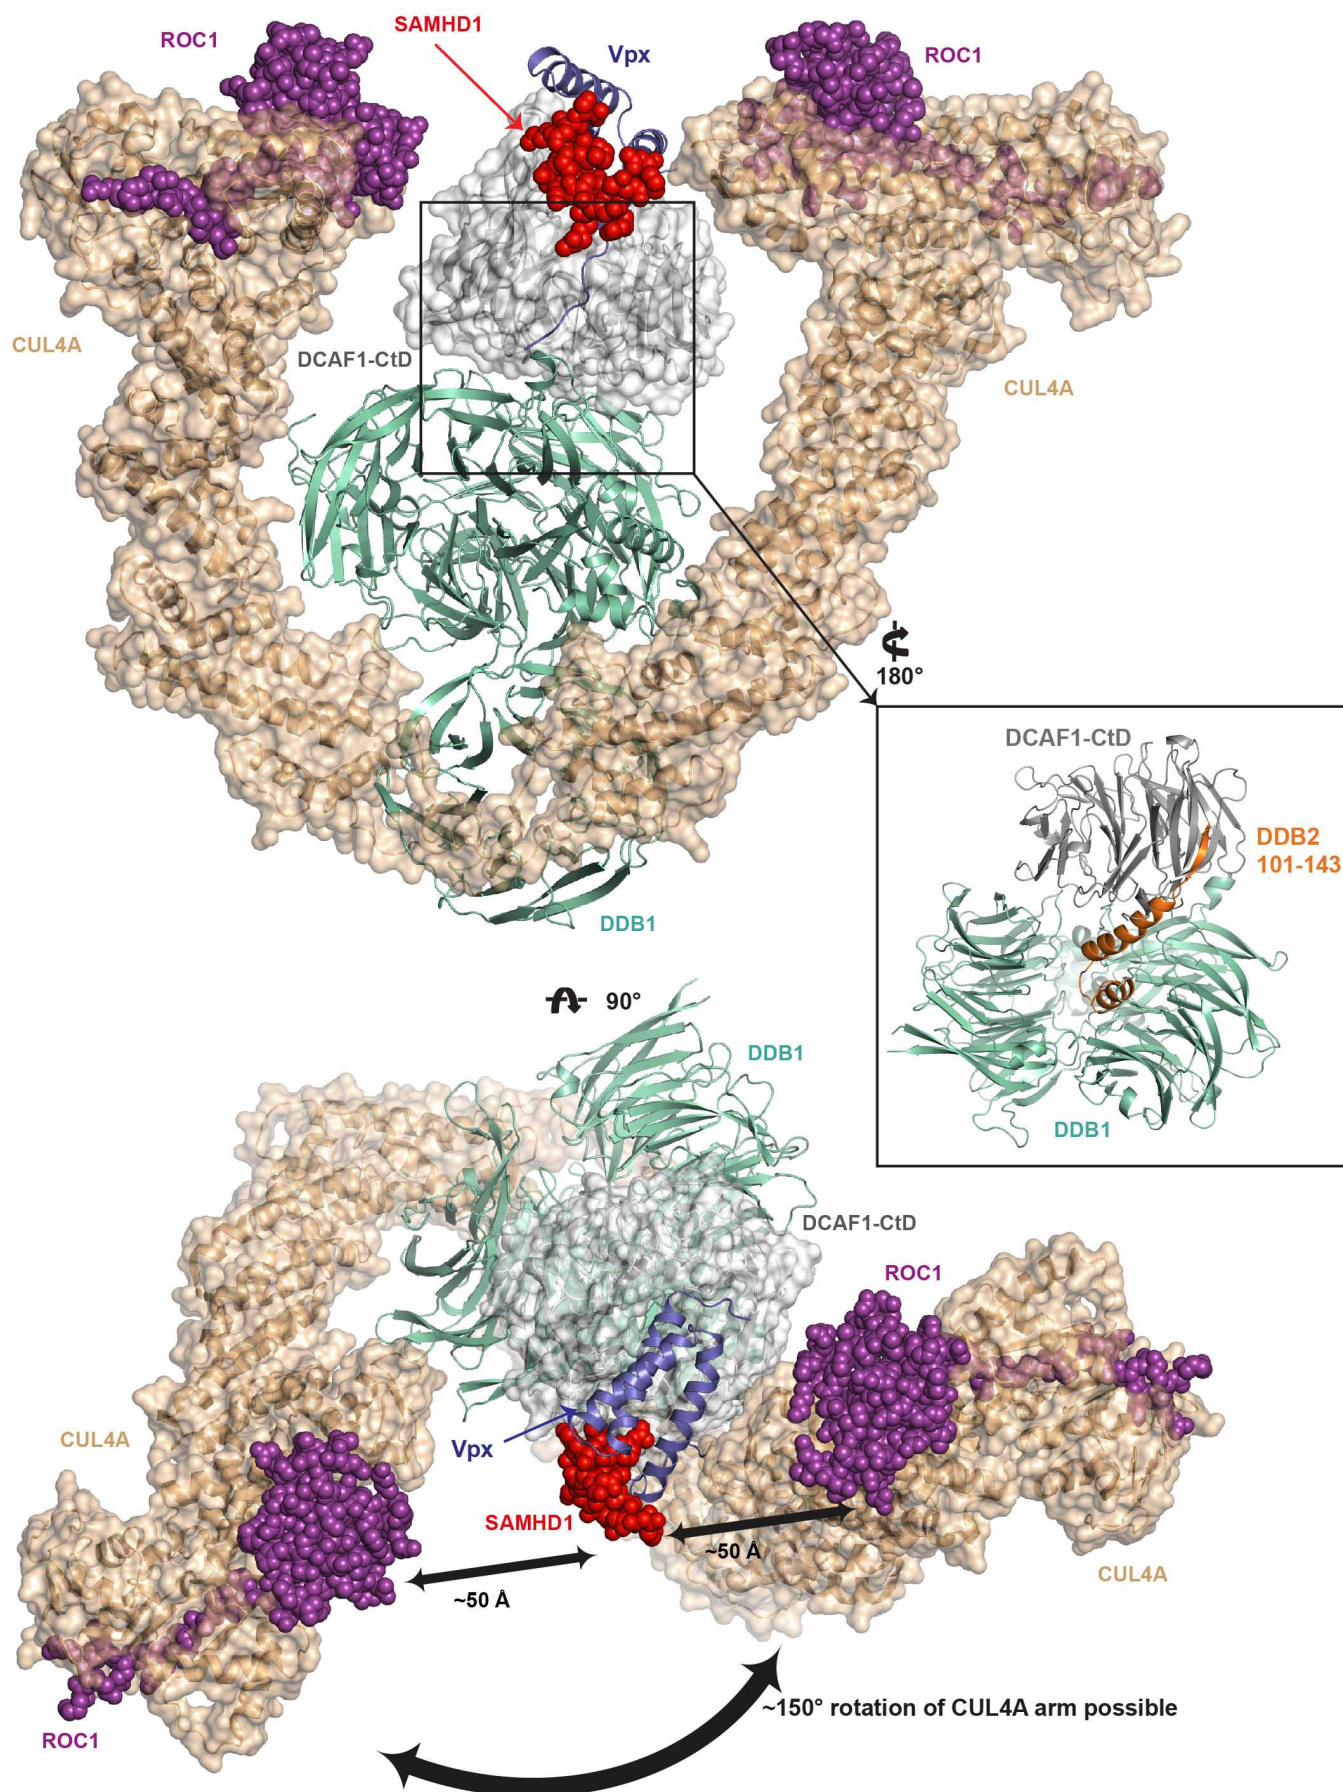 SAMHD1
ROC1
Vpx
ROC1
CUL4A
DCAF1-CtD
CUL4A
180°
DCAF1-CtD
DDB2
101-143
DDB1
DDB1
90°
DDB1
DCAF1-CtD
ROC1
CUL4A
Vpx
SAMHD1
~50 Å
CUL4A
~50 Å
~150° rotation of CUL4A arm possible
ROC1